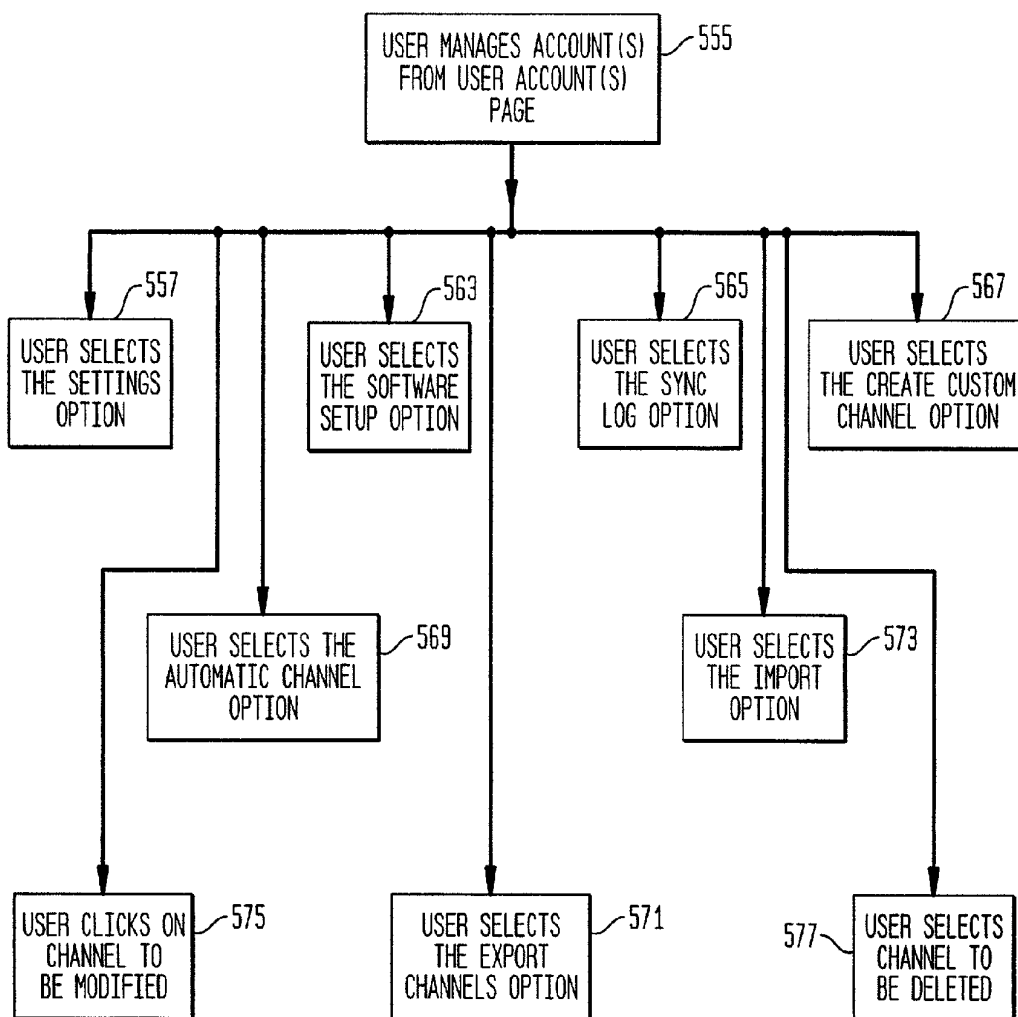 USER MANAGES ACCOUNT(S)
FROM USER ACCOUNT(S)
PAGE
555
557
USER SELECTS
THE SETTINGS
OPTION
563
USER SELECTS
THE SOFTWARE
SETUP OPTION
565
USER SELECTS
THE SYNC
LOG OPTION
567
USER SELECTS
THE CREATE CUSTOM
CHANNEL OPTION
USER SELECTS THE
AUTOMATIC CHANNEL
OPTION
569
USER SELECTS
THE IMPORT
OPTION
573
USER CLICKS ON
CHANNEL TO
BE MODIFIED
575
USER SELECTS
THE EXPORT
CHANNELS OPTION
571
577
USER SELECTS
CHANNEL TO
BE DELETED